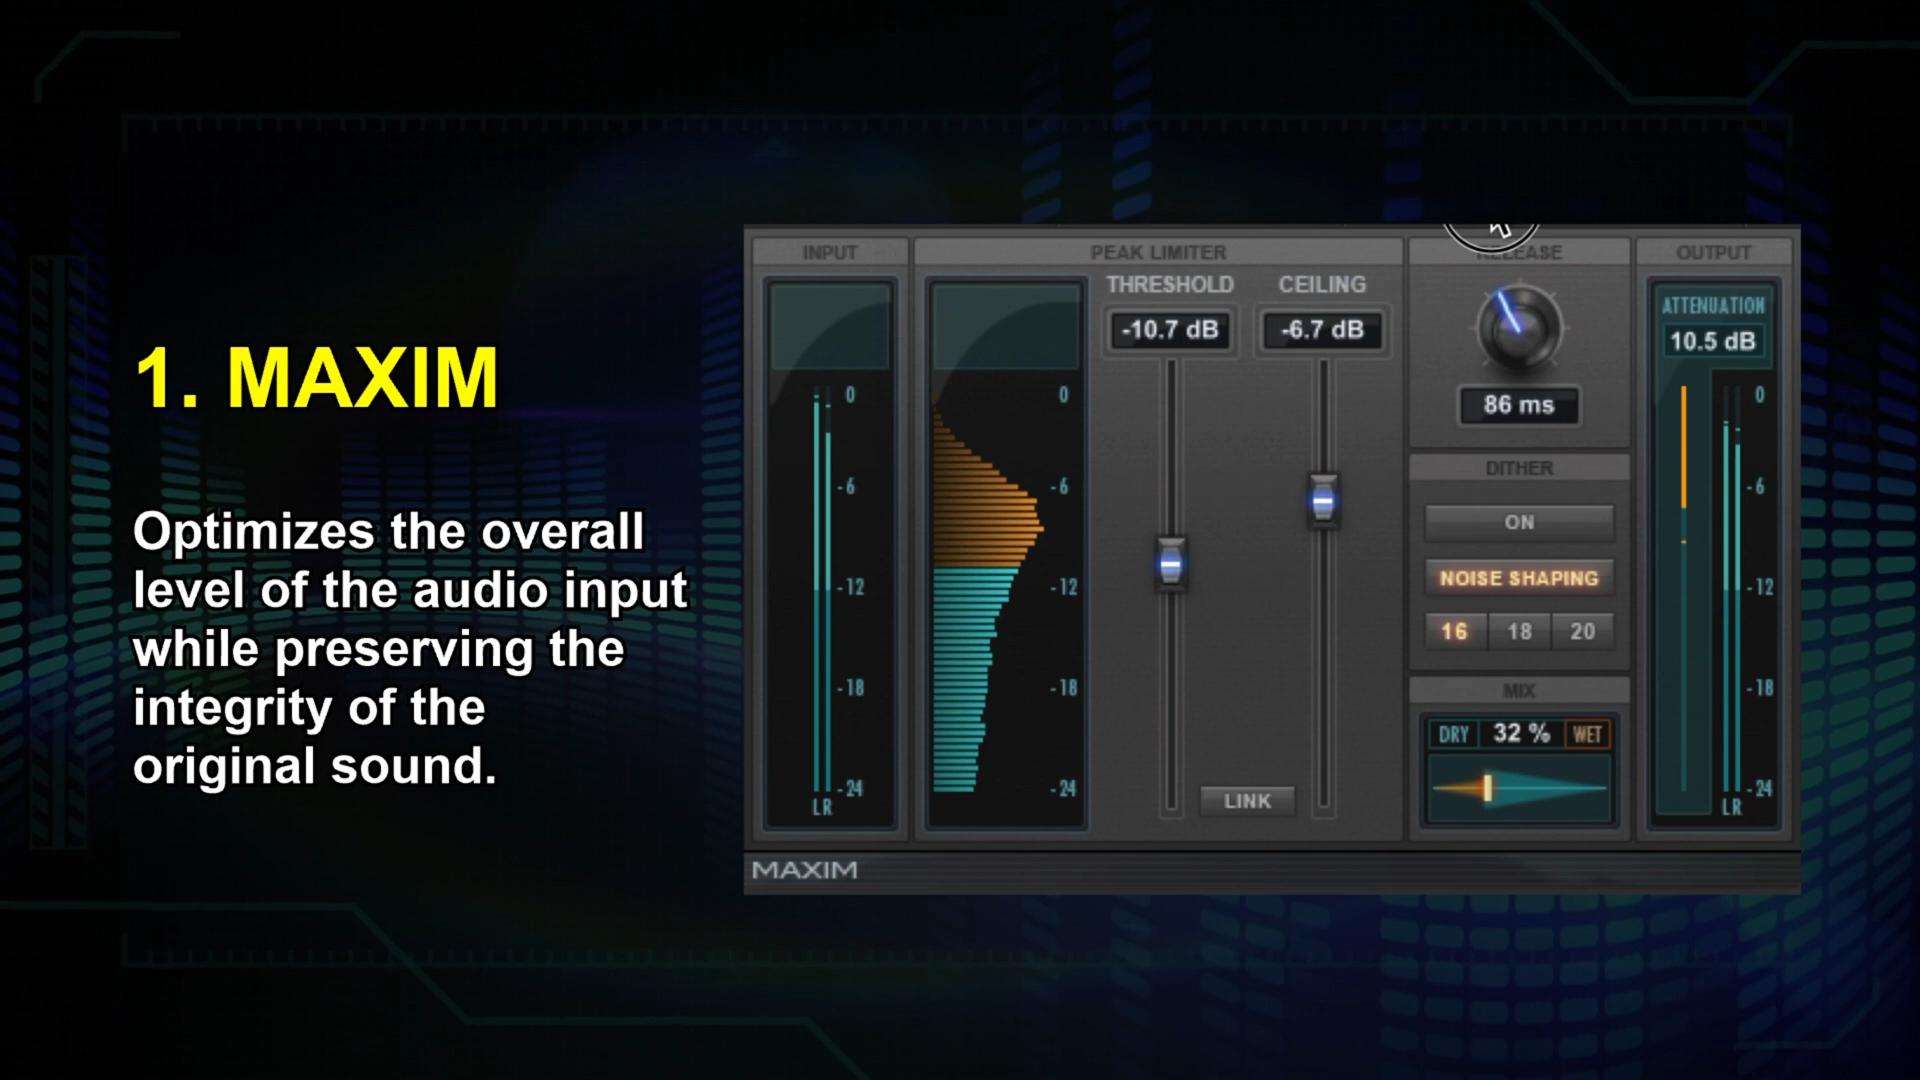 1. MAXIM
Optimizes the overall
level of the audio input
while preserving the
integrity of the
original sound.
INPUT
0
-6
-12
-18
-24
LR
PEAK LIMITER
0
-6
-12
-18
-24
THRESHOLD
-10.7 dB
CEILING
-6.7 dB
LINK
RELEASE
86 ms
DITHER
ON
NOISE SHAPING
16 18 20
MIX
DRY 32 % WET
OUTPUT
ATTENUATION
10.5 dB
0
-6
-12
-18
-24
LR
MAXIM